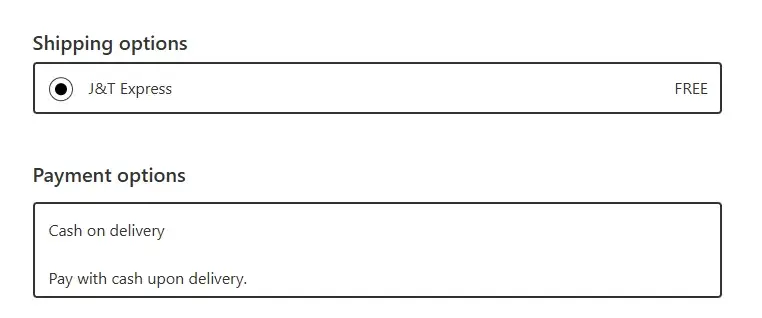 Shipping options
J&T Express FREE
Payment options
Cash on delivery
Pay with cash upon delivery.